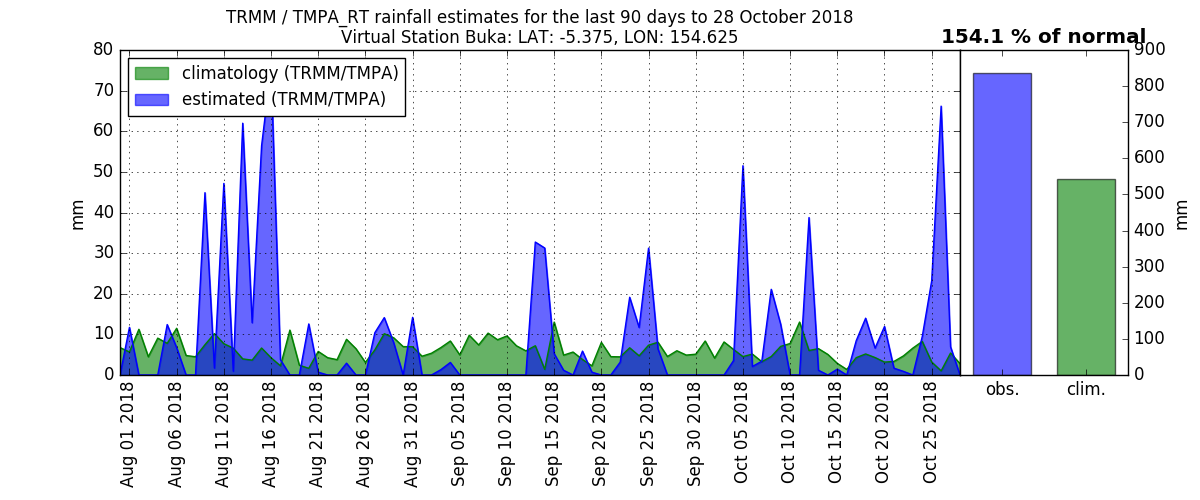 TRMM / TMPA_RT rainfall estimates for the last 90 days to 28 October 2018
Virtual Station Buka: LAT: -5.375, LON: 154.625
154.1 % of normal
climatology (TRMM/TMPA)
estimated (TRMM/TMPA)
80
70
60
50
40
30
20
10
0
mm
Aug 01 2018
Aug 06 2018
Aug 11 2018
Aug 16 2018
Aug 21 2018
Aug 26 2018
Aug 31 2018
Sep 05 2018
Sep 10 2018
Sep 15 2018
Sep 20 2018
Sep 25 2018
Sep 30 2018
Oct 05 2018
Oct 10 2018
Oct 15 2018
Oct 20 2018
Oct 25 2018
obs.
clim.
900
800
700
600
500
400
300
200
100
0
mm